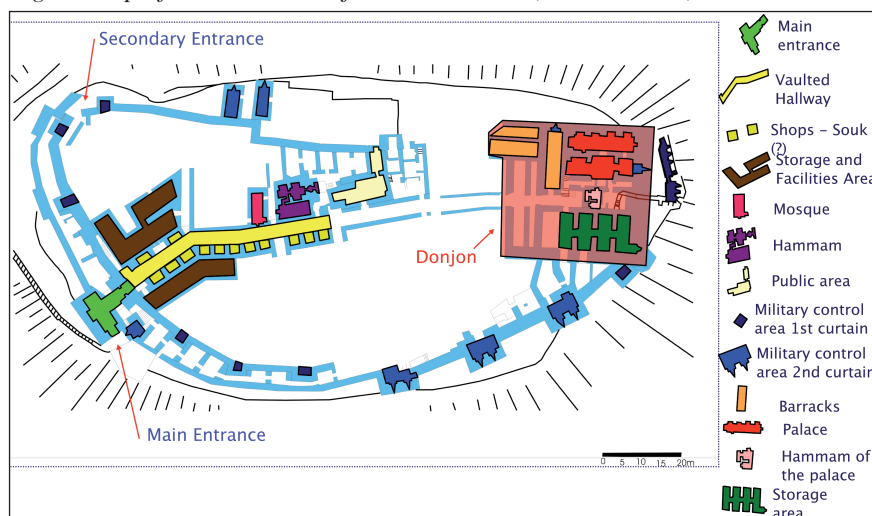 Secondary Entrance
Donjon
Main Entrance
0 5 10 15 20m
Main
entrance
Vaulted
Hallway
Shops – Souk
(?)
Storage and
Facilities Area
Mosque
Hammam
Public area
Military control
area 1st curtain
Military control
area 2nd curtain
Barracks
Palace
Hammam of
the palace
Storage
area